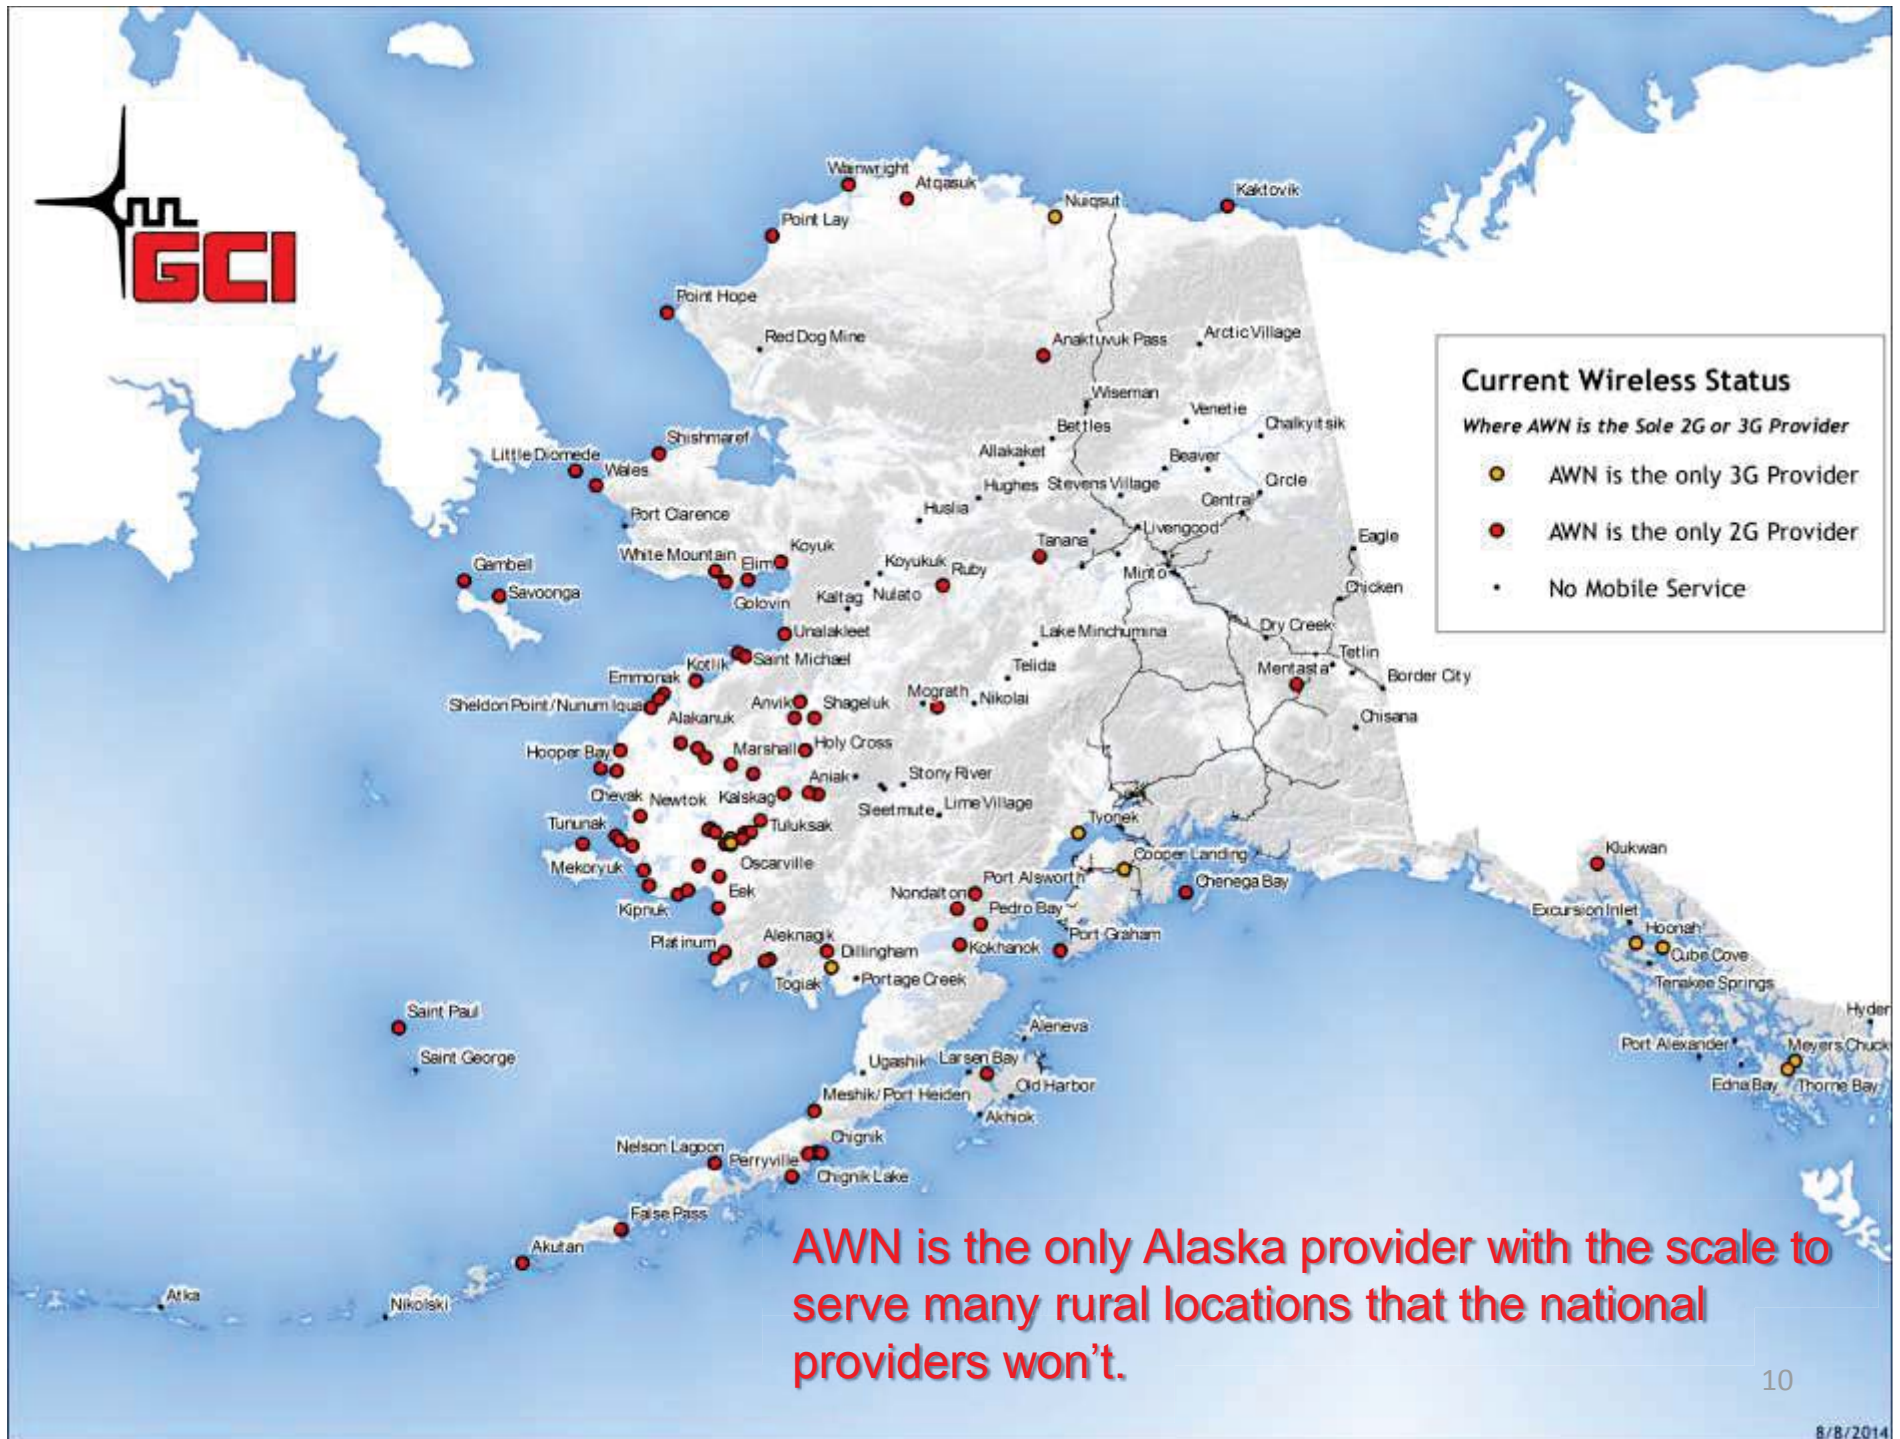 GCI
Wainwright
Atqasuk
Nuiqsut
Kaktovik
Point Lay
Point Hope
Red Dog Mine
Anaktuvuk Pass
Arctic Village
Current Wireless Status
Where AWN is the Sole 2G or 3G Provider
AWN is the only 3G Provider
AWN is the only 2G Provider
No Mobile Service
Wiseman
Venetie
Bettles
Chalkyitsik
Shishmaref
Little Diomede
Wales
Allakaket
Beaver
Hughes
Stevens Village
Circle
Central
Huslia
Port Clarence
Livengood
Tanana
Eagle
White Mountain
Elim
Koyuk
Koyukuk
Ruby
Minto
Gambell
Savoonga
Golovin
Kaltag
Nulato
Chicken
Unalakleet
Lake Minchumina
Dry Creek
Kotlik
Saint Michael
Telida
Tetlin
Mentasta
Border City
Emmonak
Sheldon Point/Nunum Iqua
Alakanuk
Anvik
Shageluk
Mcgrath
Nikolai
Chisana
Hooper Bay
Marshall
Holy Cross
Aniak
Stony River
Chevak
Newtok
Kalskag
Sleetmute
Lime Village
Tununak
Tuluksak
Tyonek
Mekoryuk
Oscarville
Cooper Landing
Klukwan
Kipnuk
Eek
Nondalton
Port Alsworth
Chenega Bay
Pedro Bay
Excursion Inlet
Hoonah
Platinum
Aleknagik
Dillingham
Kokhanok
Port Graham
Cube Cove
Togiak
Portage Creek
Tenakee Springs
Saint Paul
Aleneva
Hyder
Saint George
Ugashik
Larsen Bay
Port Alexander
Meyers Chuck
Old Harbor
Edna Bay
Thorne Bay
Meshik/Port Heiden
Akhiok
Nelson Lagoon
Perryville
Chignik
Chignik Lake
False Pass
Akutan
Atka
Nikolski
AWN is the only Alaska provider with the scale to
serve many rural locations that the national
providers won't.
10
8/8/2014